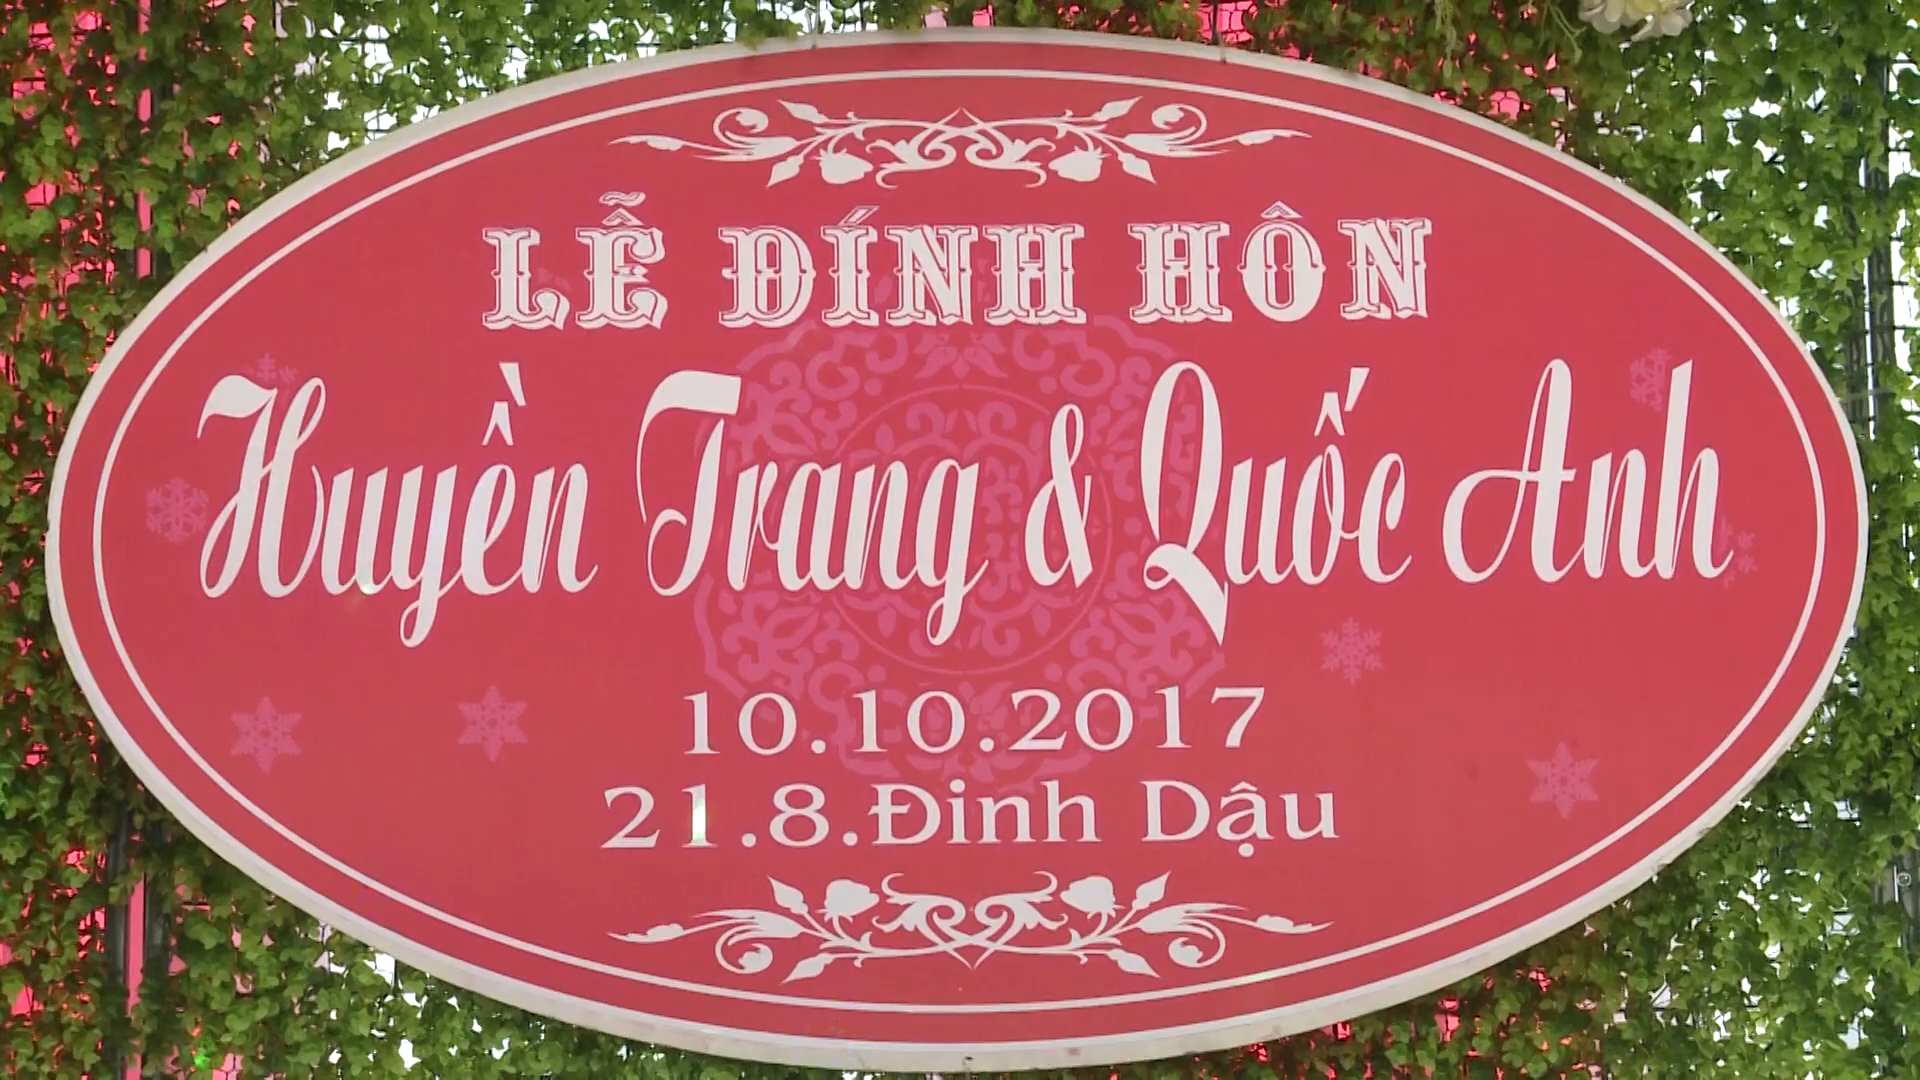 LỄ ĐÍNH HÔN
Huyền Trang & Quốc Anh
10.10.2017
21.8.Đinh Dậu